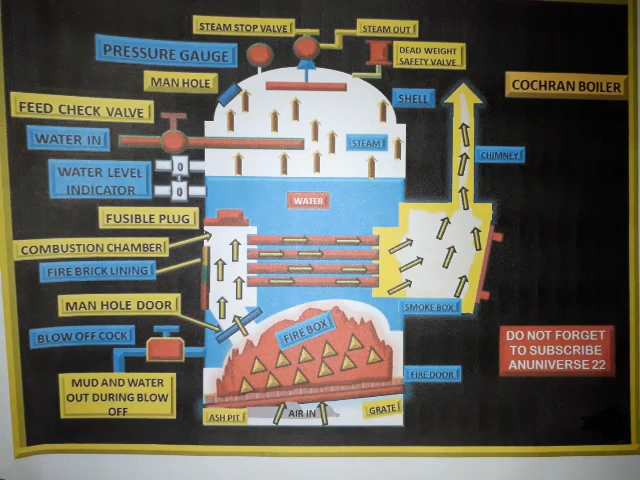 STEAM STOP VALVE
STEAM OUT
PRESSURE GAUGE
DEAD WEIGHT
SAFETY VALVE
MAN HOLE
COCHRAN BOILER
SHELL
FEED CHECK VALVE
WATER IN
STEAM
CHIMNEY
WATER LEVEL
INDICATOR
0
0
WATER
FUSIBLE PLUG
COMBUSTION CHAMBER
FIRE BRICK LINING
MAN HOLE DOOR
SMOKE BOX
BLOW OFF COCK
FIRE BOX
DO NOT FORGET
TO SUBSCRIBE
ANUNIVERSE 22
FIRE DOOR
MUD AND WATER
OUT DURING BLOW
OFF
ASH PIT
AIR IN
GRATE